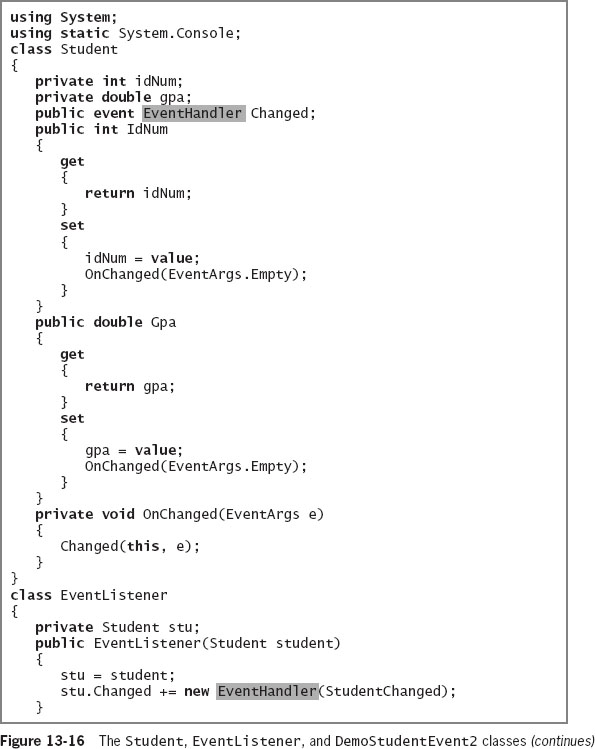 using System;
using static System.Console;
class Student
{
   private int idNum;
   private double gpa;
   public event EventHandler Changed;
   public int IdNum
   {
      get
      {
         return idNum;
      }
      set
      {
         idNum = value;
         OnChanged(EventArgs.Empty);
      }
   }
   public double Gpa
   {
      get
      {
         return gpa;
      }
      set
      {
         gpa = value;
         OnChanged(EventArgs.Empty);
      }
   }
   private void OnChanged(EventArgs e)
   {
      Changed(this, e);
   }
}
class EventListener
{
   private Student stu;
   public EventListener(Student student)
   {
      stu = student;
      stu.Changed += new EventHandler(StudentChanged);
   }
Figure 13-16 The Student, EventListener, and DemoStudentEvent2 classes (continues)